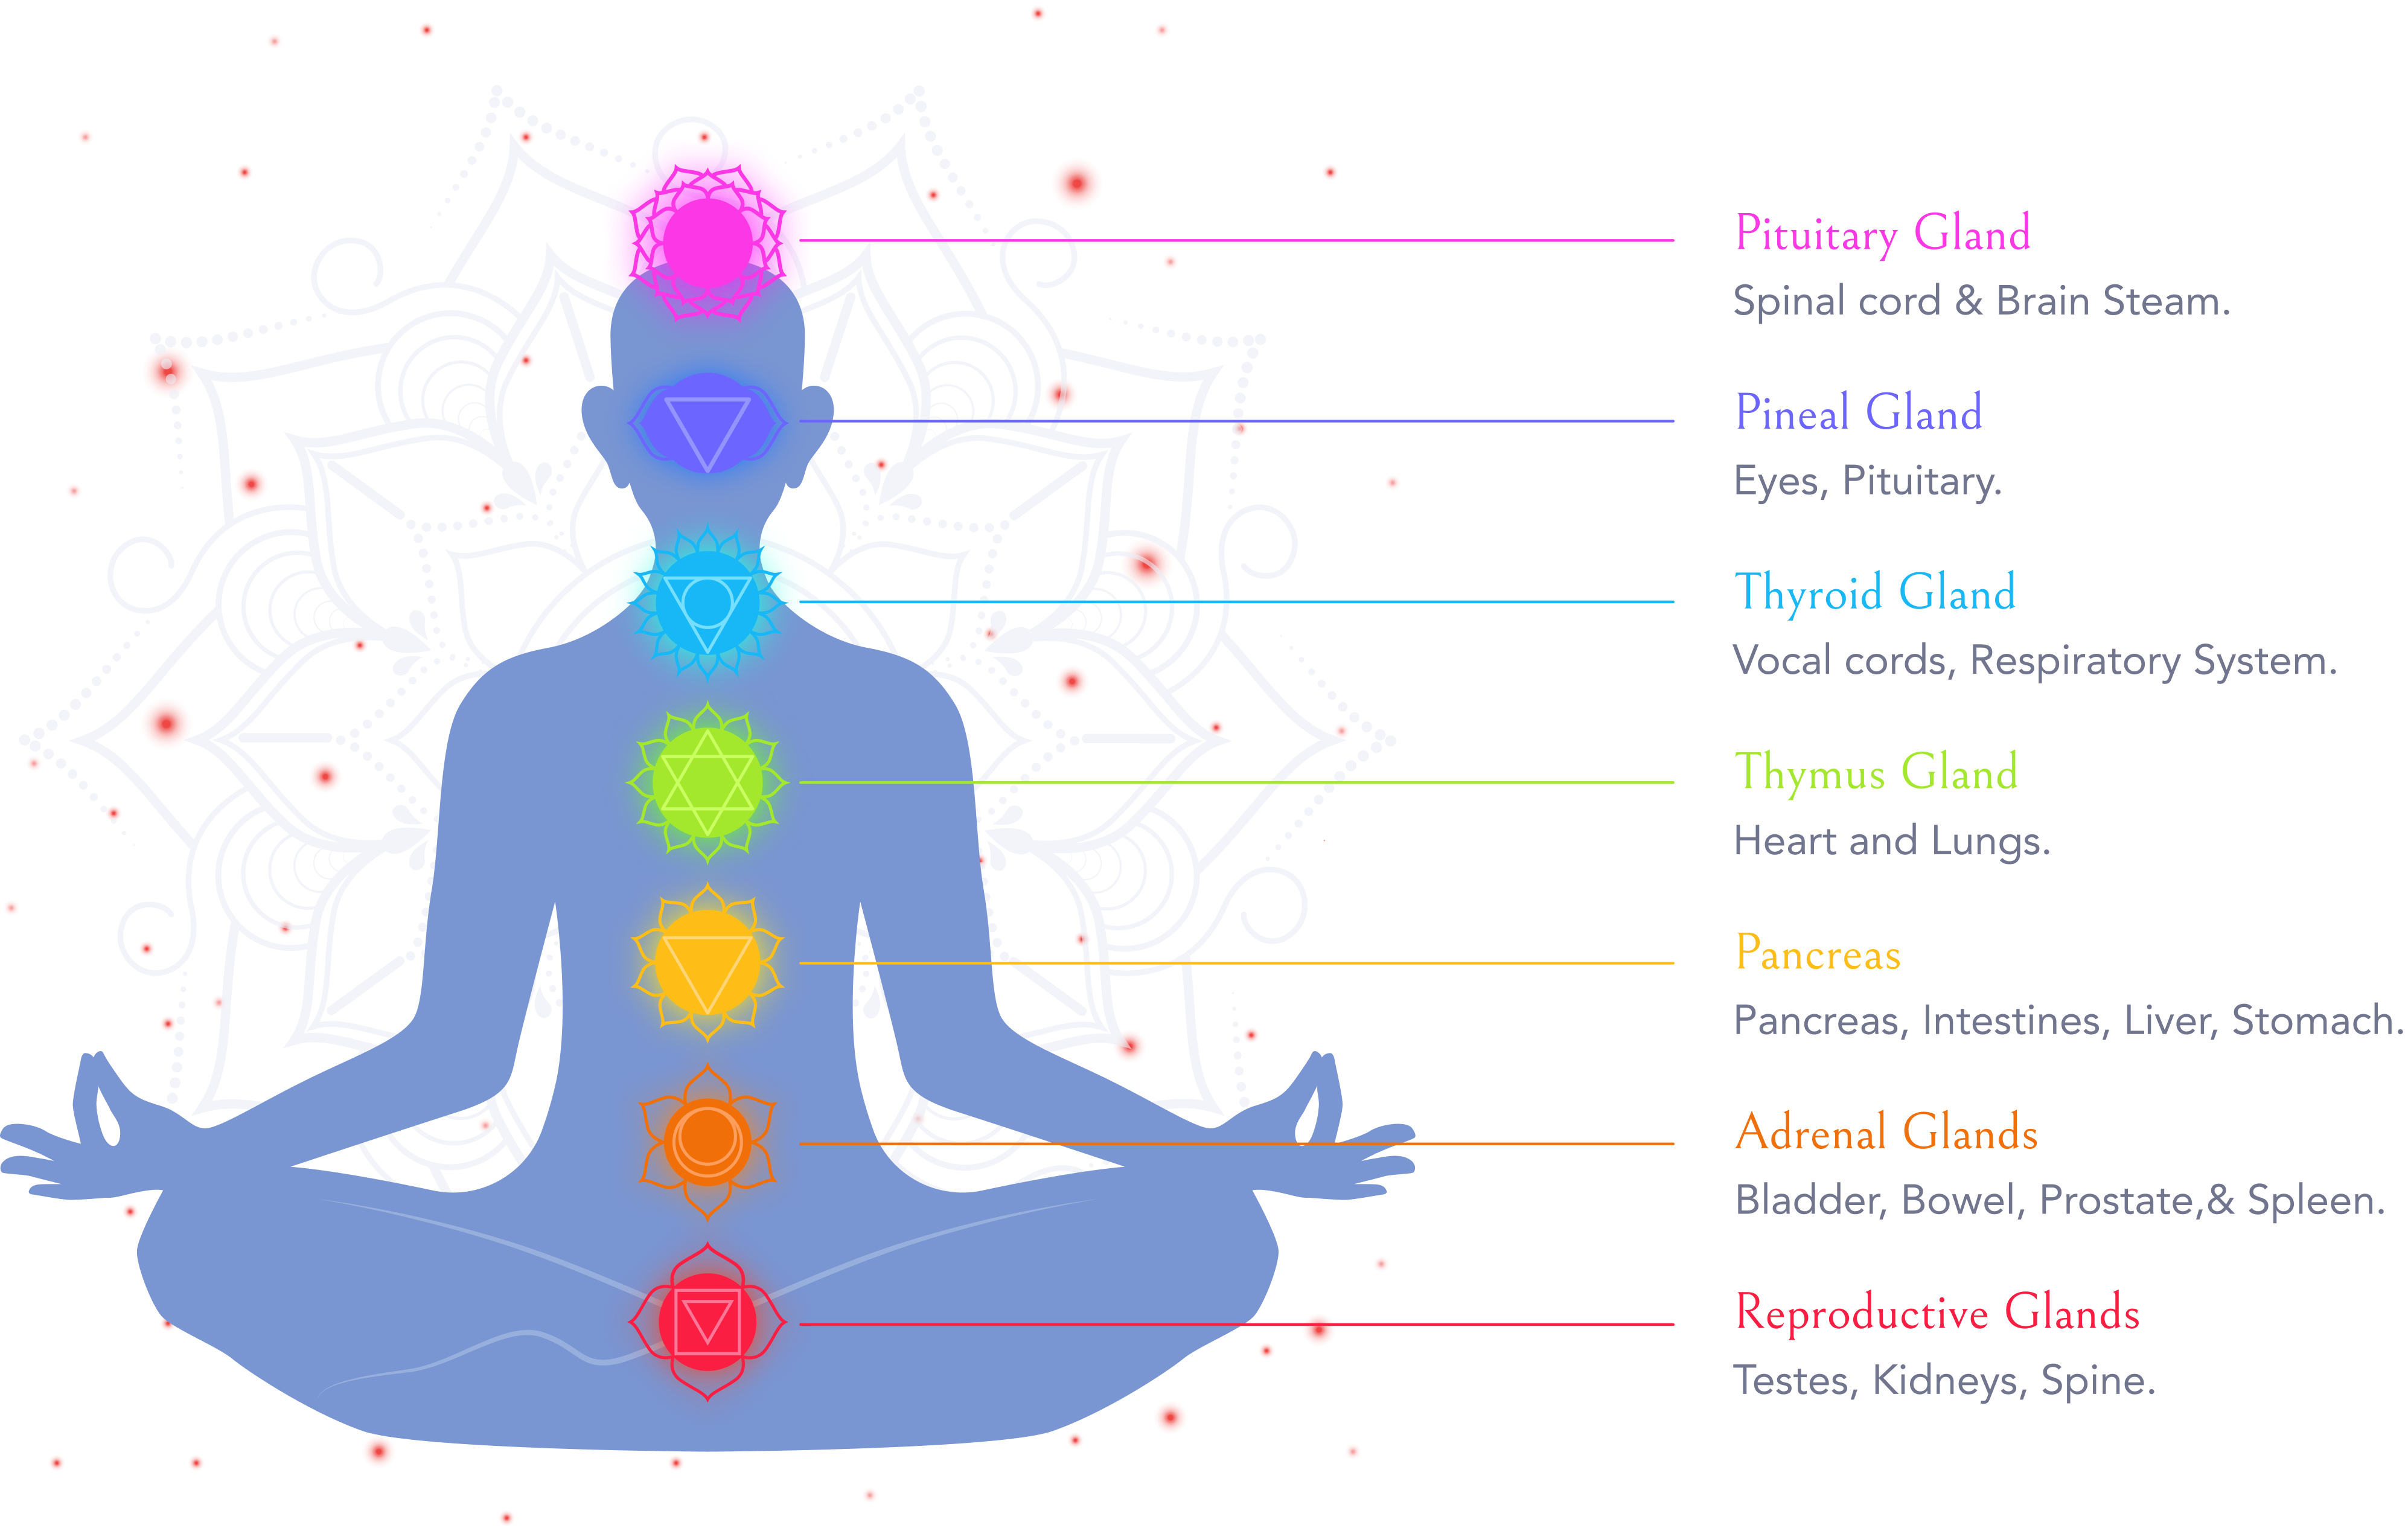 Pituitary Gland
Spinal cord & Brain Steam.
Pineal Gland
Eyes, Pituitary.
Thyroid Gland
Vocal cords, Respiratory System.
Thymus Gland
Heart and Lungs.
Pancreas
Pancreas, Intestines, Liver, Stomach.
Adrenal Glands
Bladder, Bowel, Prostate,& Spleen.
Reproductive Glands
Testes, Kidneys, Spine.